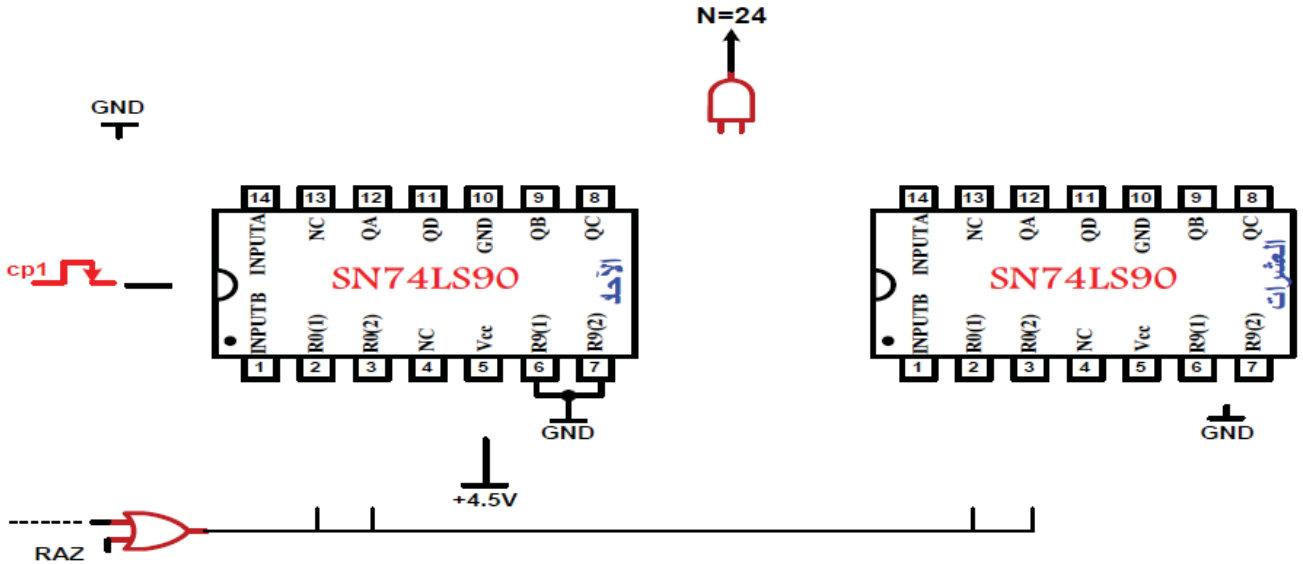 N=24
GND
14 13 12 11 10 9 8
INPUTA NC QA QD GND QB QC
cp1
SN74LS90
الآحاد
INPUTB R0(1) R0(2) NC Vcc R9(1) R9(2)
1 2 3 4 5 6 7
GND
+4.5V
14 13 12 11 10 9 8
INPUTA NC QA QD GND QB QC
SN74LS90
العشرات
INPUTB R0(1) R0(2) NC Vcc R9(1) R9(2)
1 2 3 4 5 6 7
GND
RAZ